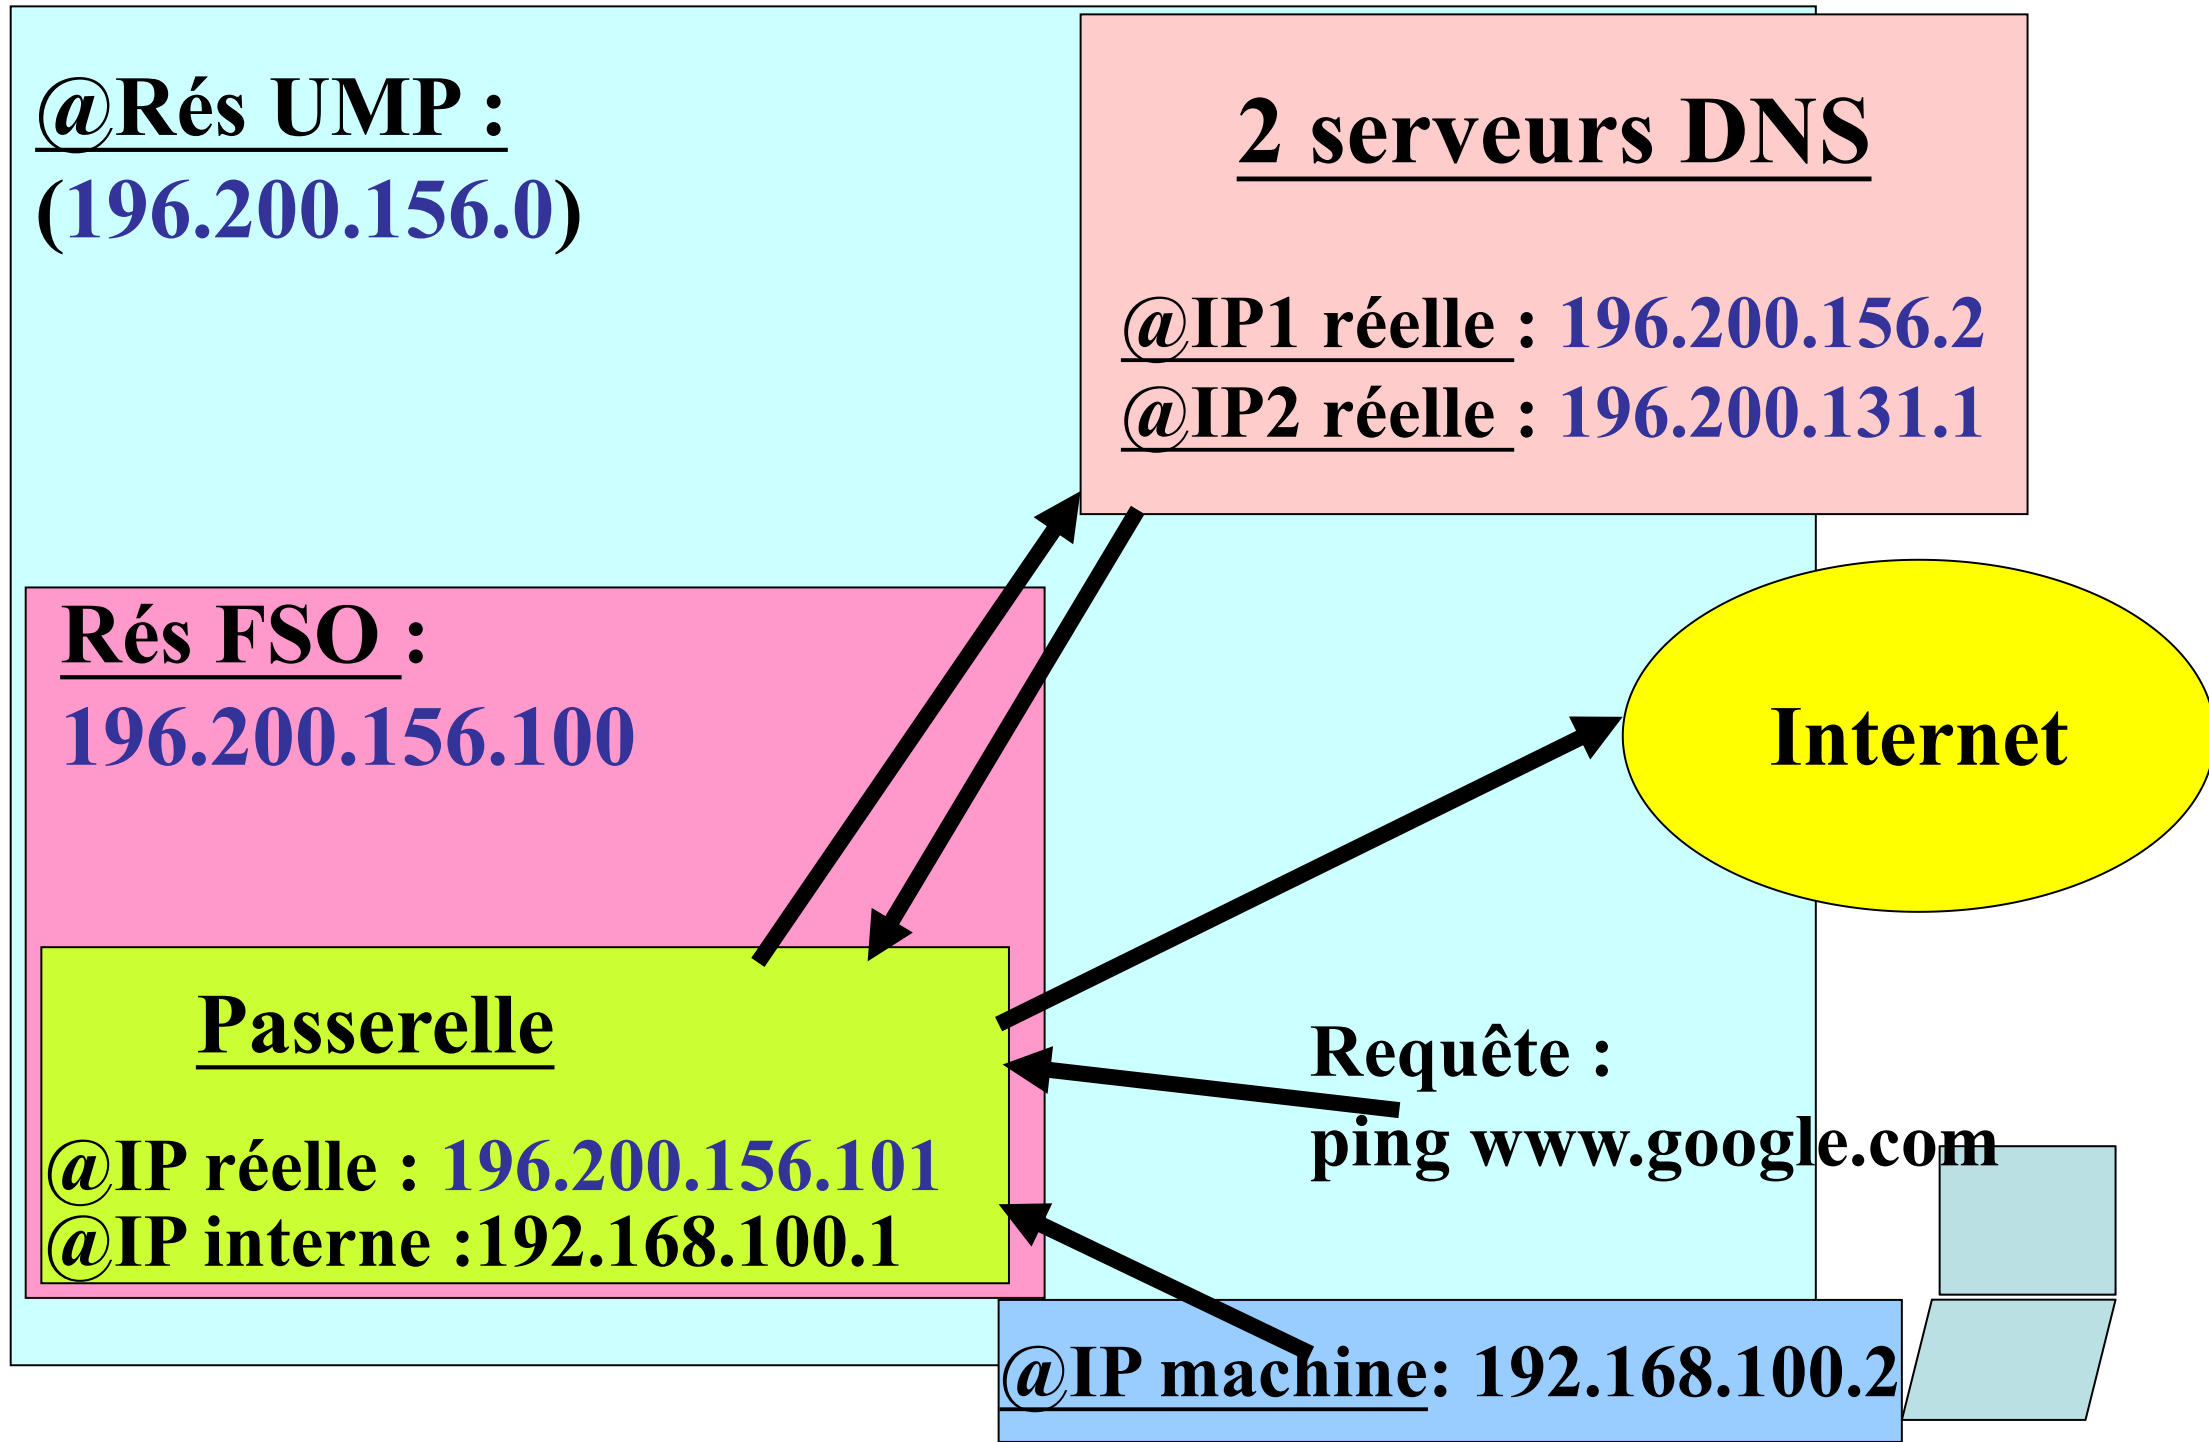 @Rés UMP :
(196.200.156.0)
2 serveurs DNS
@IP1 réelle : 196.200.156.2
@IP2 réelle : 196.200.131.1
Rés FSO :
196.200.156.100
Internet
Passerelle
@IP réelle : 196.200.156.101
@IP interne :192.168.100.1
Requête :
ping www.google.com
@IP machine: 192.168.100.2